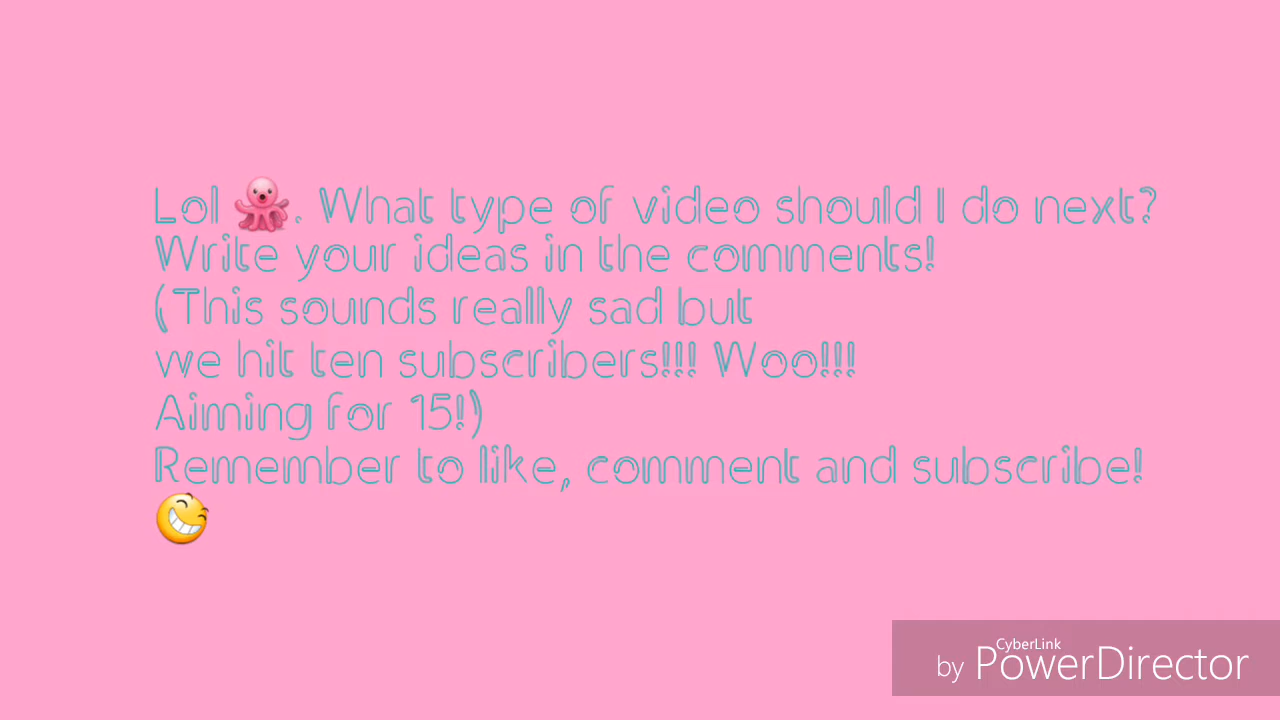 Lol 🐙. What type of video should I do next?
Write your ideas in the comments!
(This sounds really sad but
we hit ten subscribers!!! Woo!!!
Aiming for 15!)
Remember to like, comment and subscribe!
😆
CyberLink
by PowerDirector